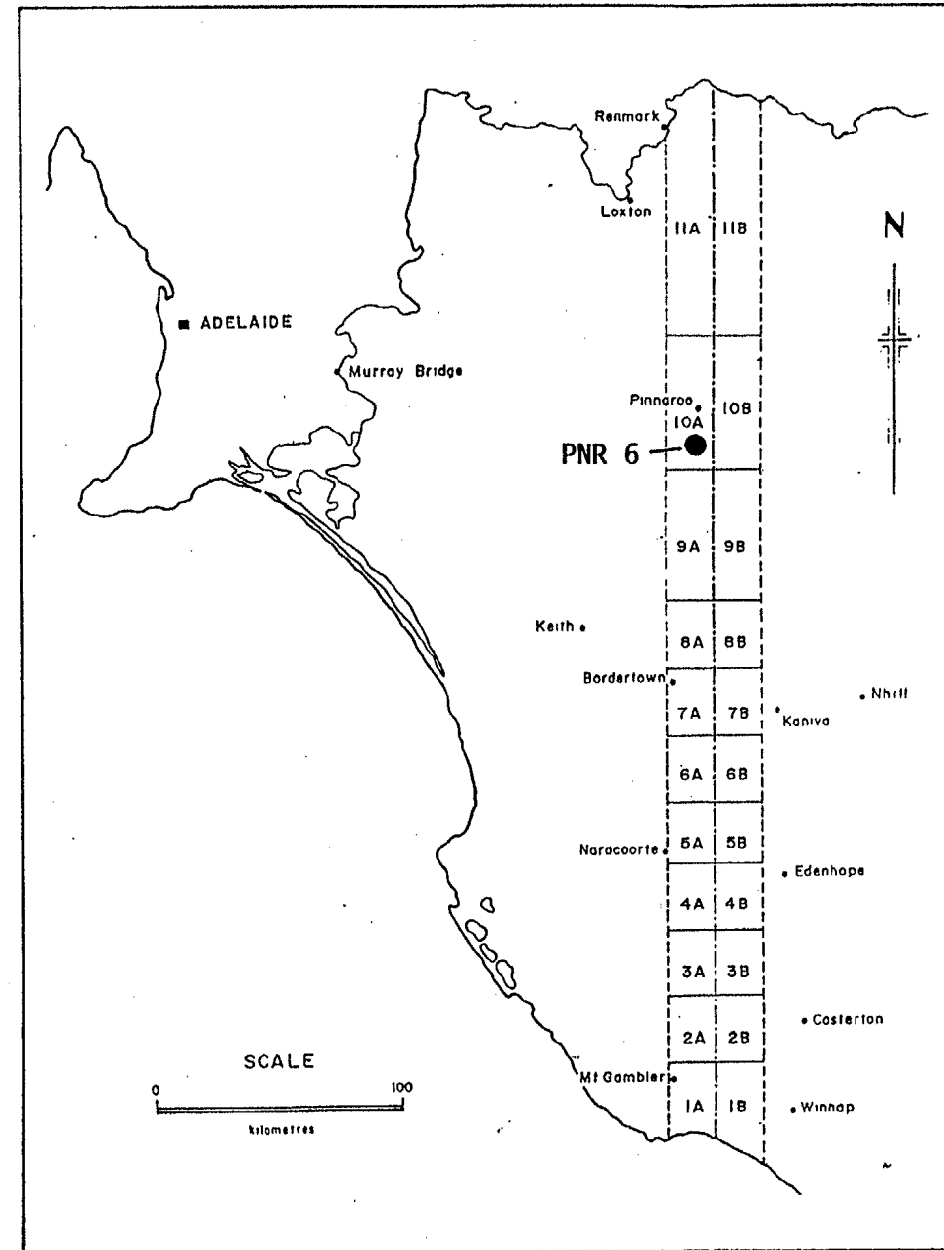 Renmark
Loxton
11A 11B
N
ADELAIDE
Murray Bridge
Pinnaroo
10A 10B
PNR 6
9A 9B
Keith
8A 8B
Bordertown
Nhill
7A 7B
Kaniva
6A 6B
Naracoorte
5A 5B
Edenhope
4A 4B
3A 3B
Casterton
2A 2B
SCALE
Mt Gambier
0 100
1A 1B
Winnap
kilometres